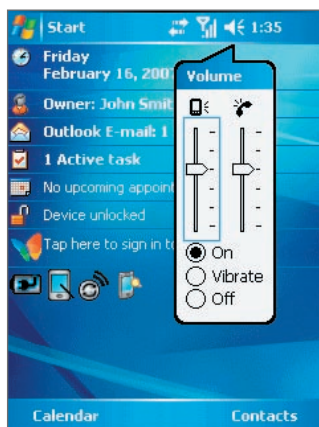 Start 1:35
Friday
February 16, 200
Volume
Owner: John Smit
Outlook E-mail: 1
1 Active task
No upcoming appoint
Device unlocked
Tap here to sign in to
On
Vibrate
Off
Calendar Contacts